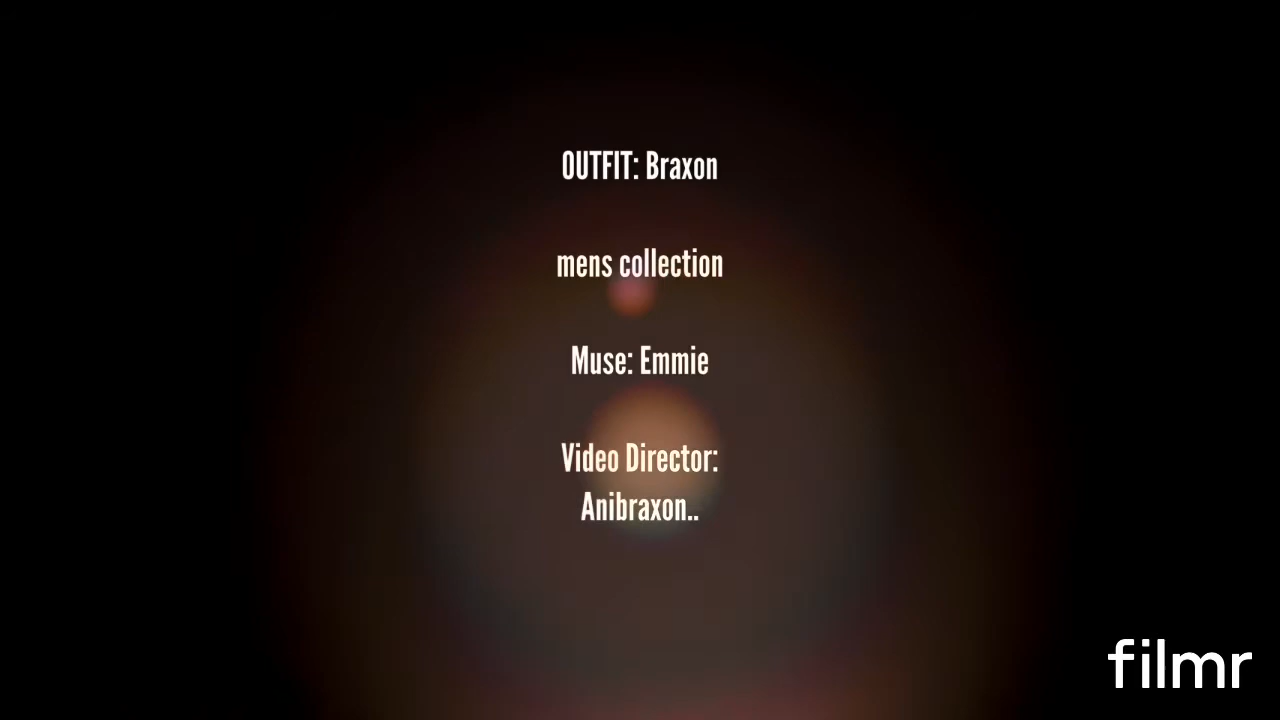 OUTFIT: Braxon
mens collection
Muse: Emmie
Video Director:
Anibraxon..
filmr